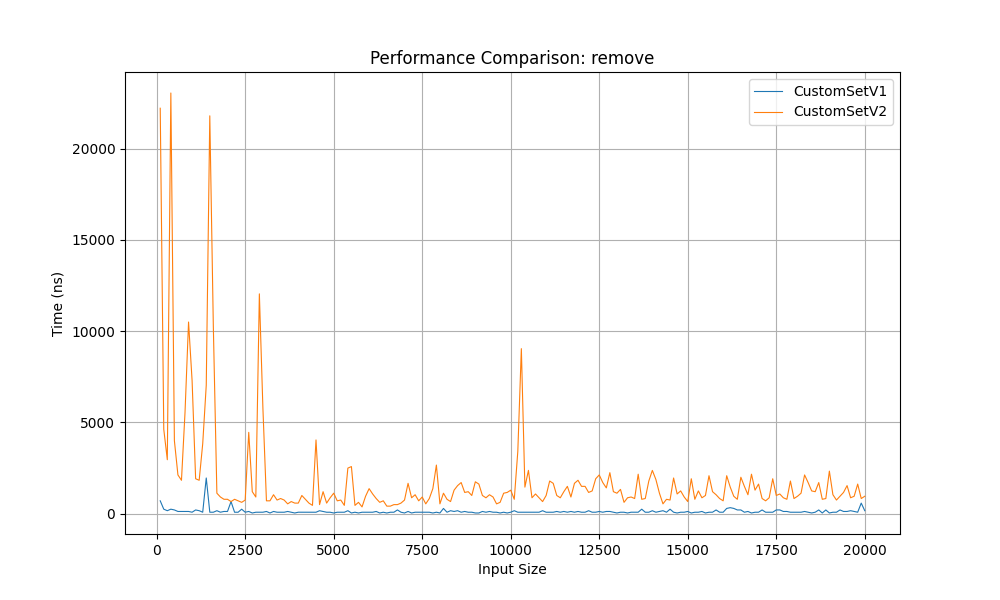 Performance Comparison: remove
CustomSetV1
CustomSetV2
Time (ns)
20000
15000
10000
5000
0
0 2500 5000 7500 10000 12500 15000 17500 20000
Input Size